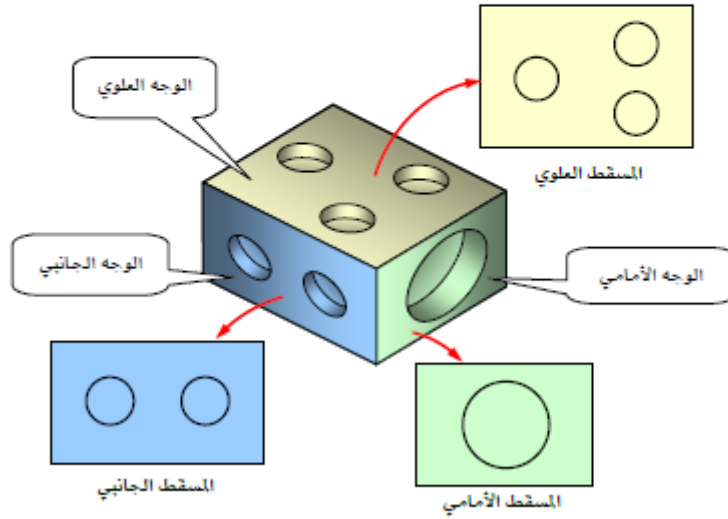 الوجه العلوي
المسقط العلوي
الوجه الجانبي
الوجه الأمامي
المسقط الجانبي
المسقط الأمامي